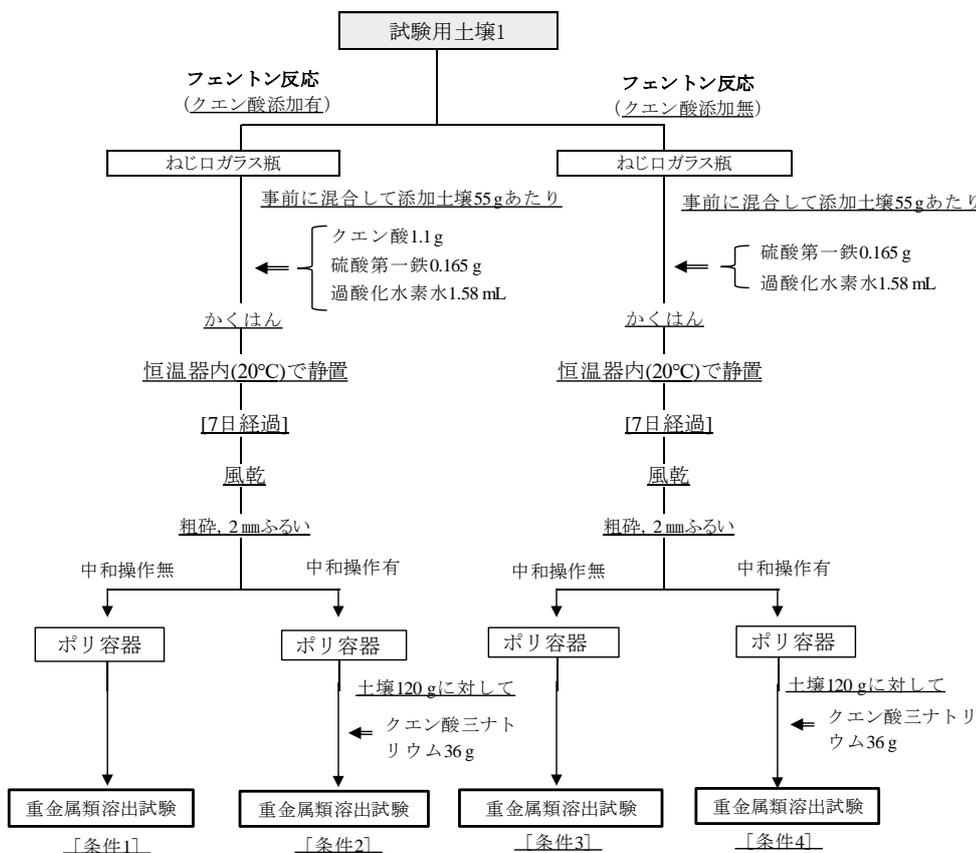 試験用土壌1
フェントン反応
(クエン酸添加有)
フェントン反応
(クエン酸添加無)
ねじ口ガラス瓶
ねじ口ガラス瓶
事前に混合して添加土壌55gあたり
クエン酸1.1 g
硫酸第一鉄0.165 g
過酸化水素水1.58 mL
事前に混合して添加土壌55gあたり
硫酸第一鉄0.165 g
過酸化水素水1.58 mL
かくはん
かくはん
恒温器内(20℃)で静置
恒温器内(20℃)で静置
[7日経過]
[7日経過]
風乾
風乾
粗砕, 2㎜ふるい
粗砕, 2㎜ふるい
中和操作無
中和操作有
中和操作無
中和操作有
ポリ容器
ポリ容器
ポリ容器
ポリ容器
土壌120 gに対して
クエン酸三ナト
リウム36 g
土壌120 gに対して
クエン酸三ナトリ
ウム36 g
重金属類溶出試験
重金属類溶出試験
重金属類溶出試験
重金属類溶出試験
[条件1]
[条件2]
[条件3]
[条件4]